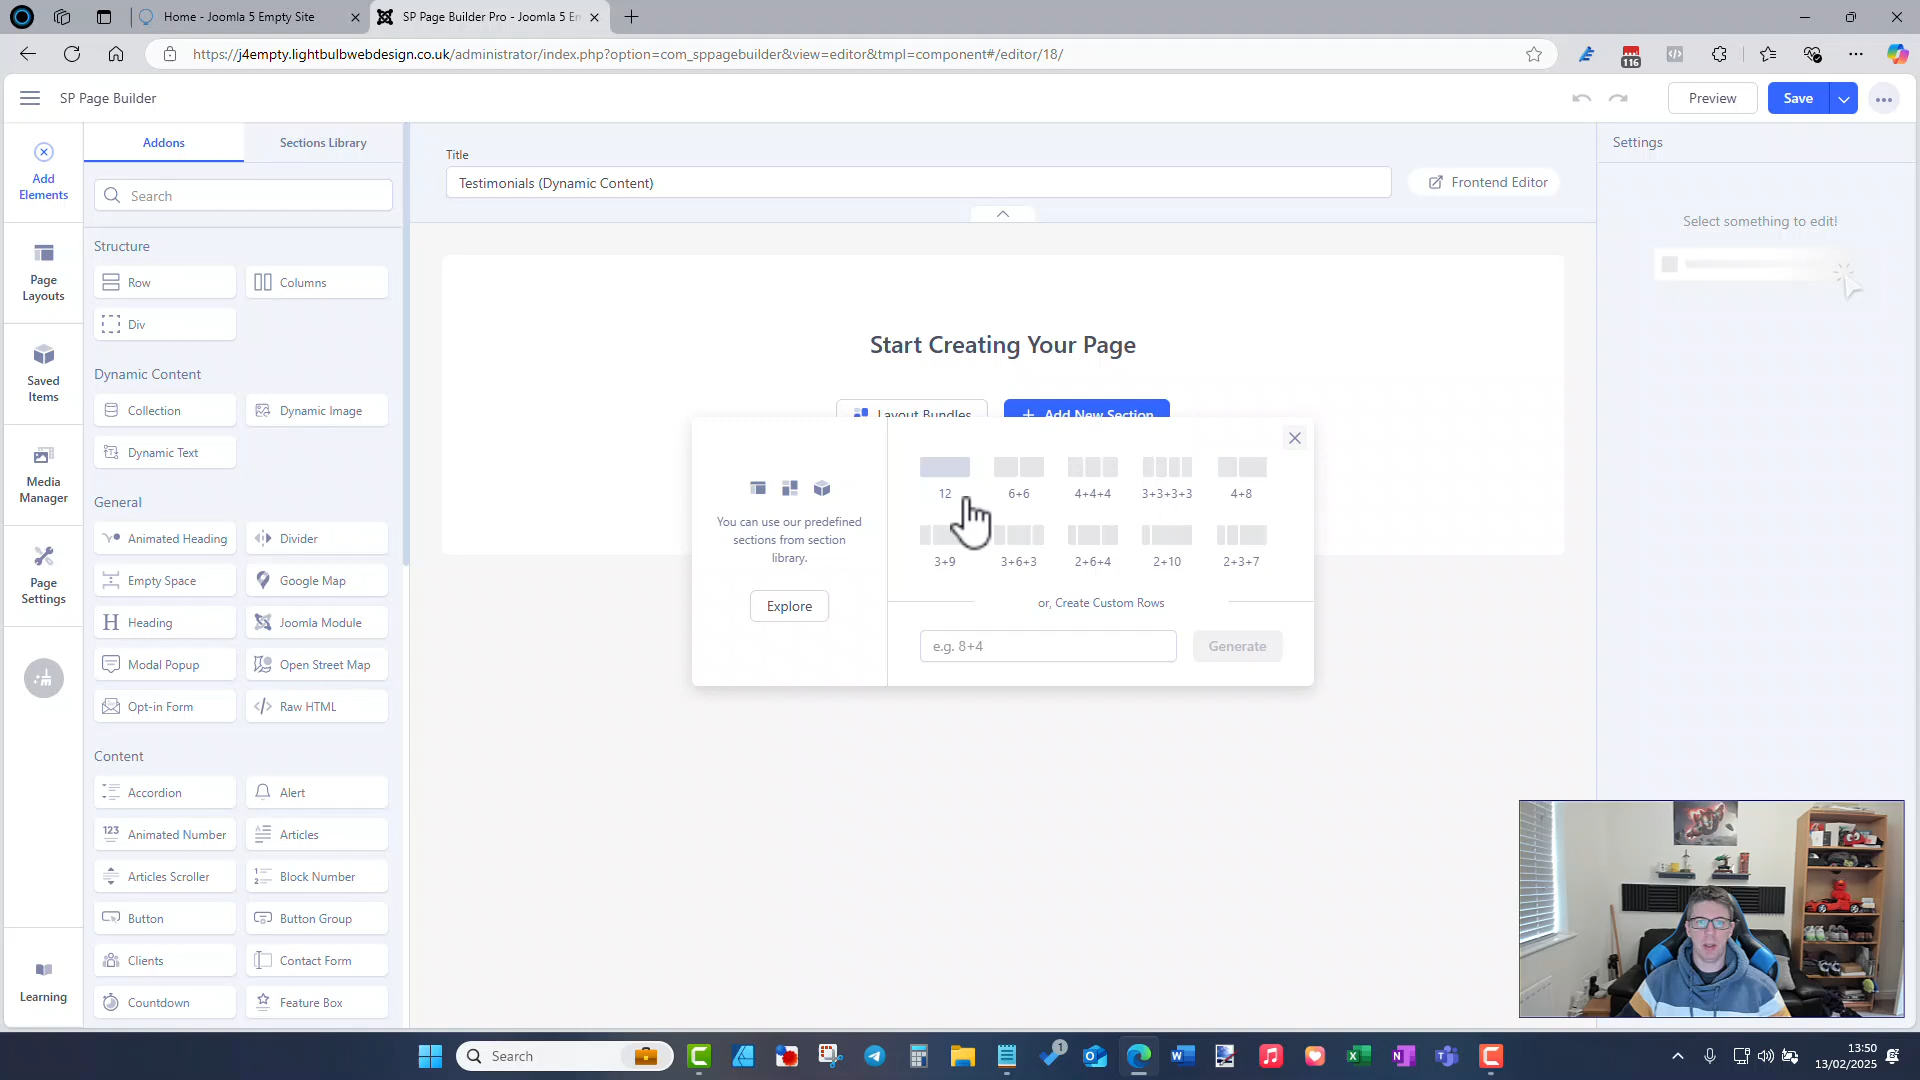 Home - Joomla 5 Empty Site
SP Page Builder Pro - Joomla 5 En
https://j4empty.lightbulbwebdesign.co.uk/administrator/index.php?option=com_sppagebuilder&view=editor&tmpl=component#/editor/18/
116
SP Page Builder
Preview
Save
Add
Elements
Page
Layouts
Saved
Items
Media
Manager
Page
Settings
Learning
Addons
Sections Library
Search
Structure
Row
Columns
Div
Dynamic Content
Collection
Dynamic Image
Dynamic Text
General
Animated Heading
Divider
Empty Space
Google Map
Heading
Joomla Module
Modal Popup
Open Street Map
Opt-in Form
Raw HTML
Content
Accordion
Alert
Animated Number
Articles
Articles Scroller
Block Number
Button
Button Group
Clients
Contact Form
Countdown
Feature Box
Title
Testimonials (Dynamic Content)
Frontend Editor
Start Creating Your Page
Layout Bundles
+ Add New Section
You can use our predefined
sections from section
library.
Explore
12
6+6
4+4+4
3+3+3+3
4+8
3+9
3+6+3
2+6+4
2+10
2+3+7
or, Create Custom Rows
e.g. 8+4
Generate
Settings
Select something to edit!
Search
1
13:50
13/02/2025